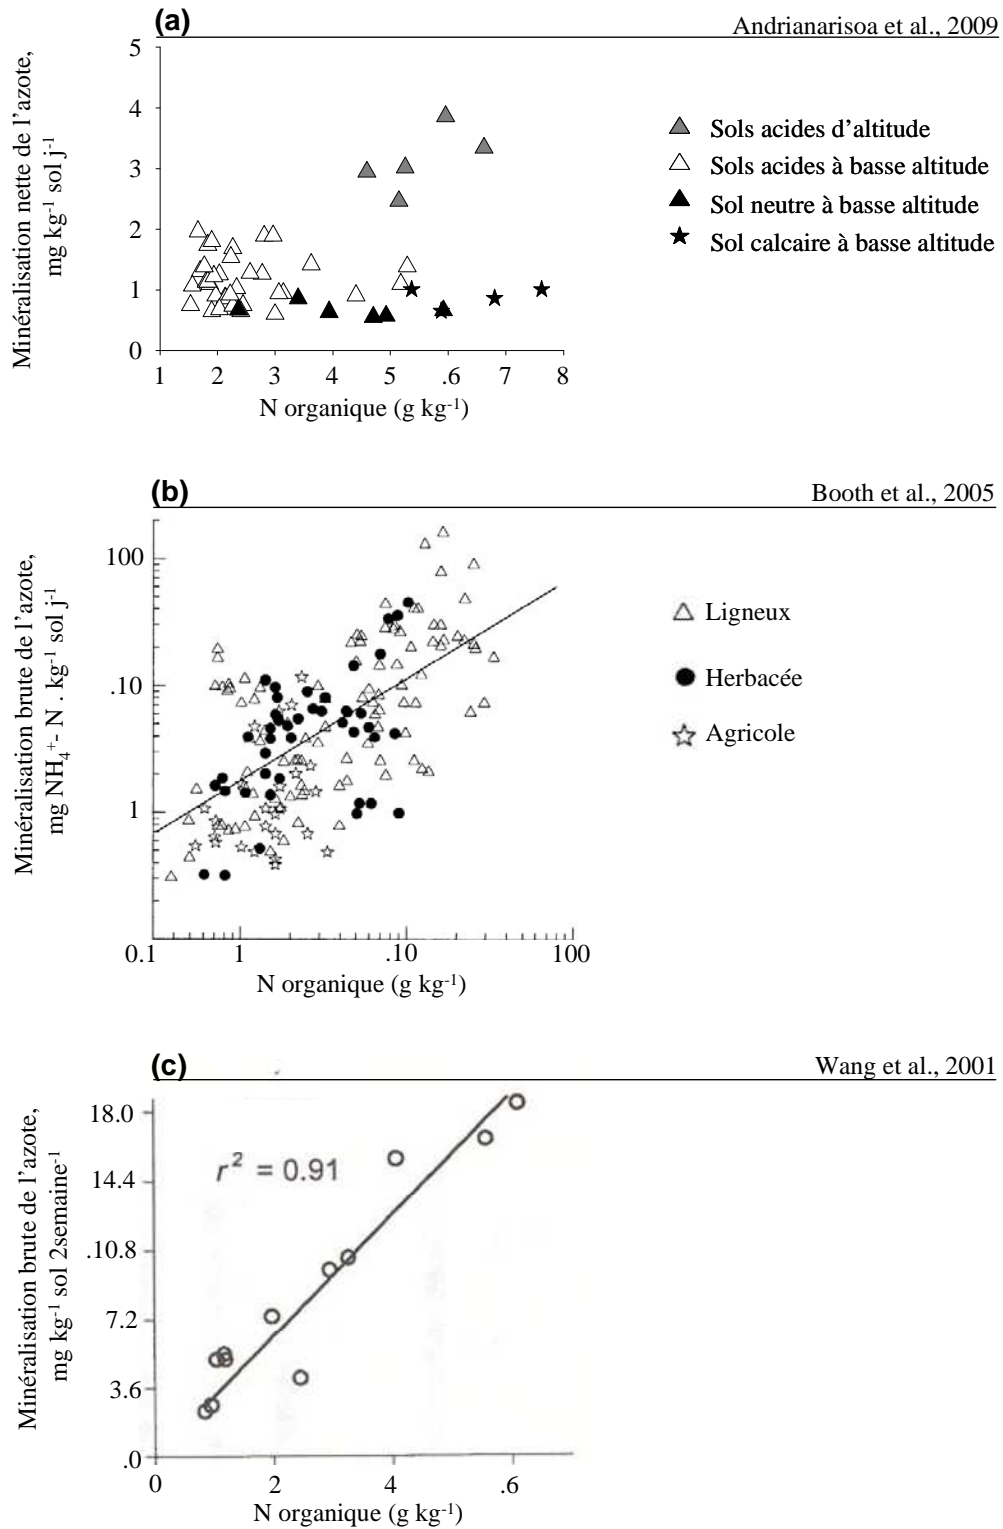 (a)
Andrianarisoa et al., 2009
Minéralisation nette de l'azote,
mg kg-1 sol j-1
5
4
3
2
1
0
1 2 3 4 5 .6 7 8
N organique (g kg-1)
Sols acides d'altitude
Sols acides à basse altitude
Sol neutre à basse altitude
Sol calcaire à basse altitude
(b)
Booth et al., 2005
Minéralisation brute de l'azote,
mg NH4+- N . kg-1 sol j-1
100
.10
1
0.1 1 .10 100
N organique (g kg-1)
Ligneux
Herbacée
Agricole
(c)
Wang et al., 2001
Minéralisation brute de l'azote,
mg kg-1 sol 2semaine-1
18.0
14.4
.10.8
7.2
3.6
.0
r2 = 0.91
0 2 4 .6
N organique (g kg-1)